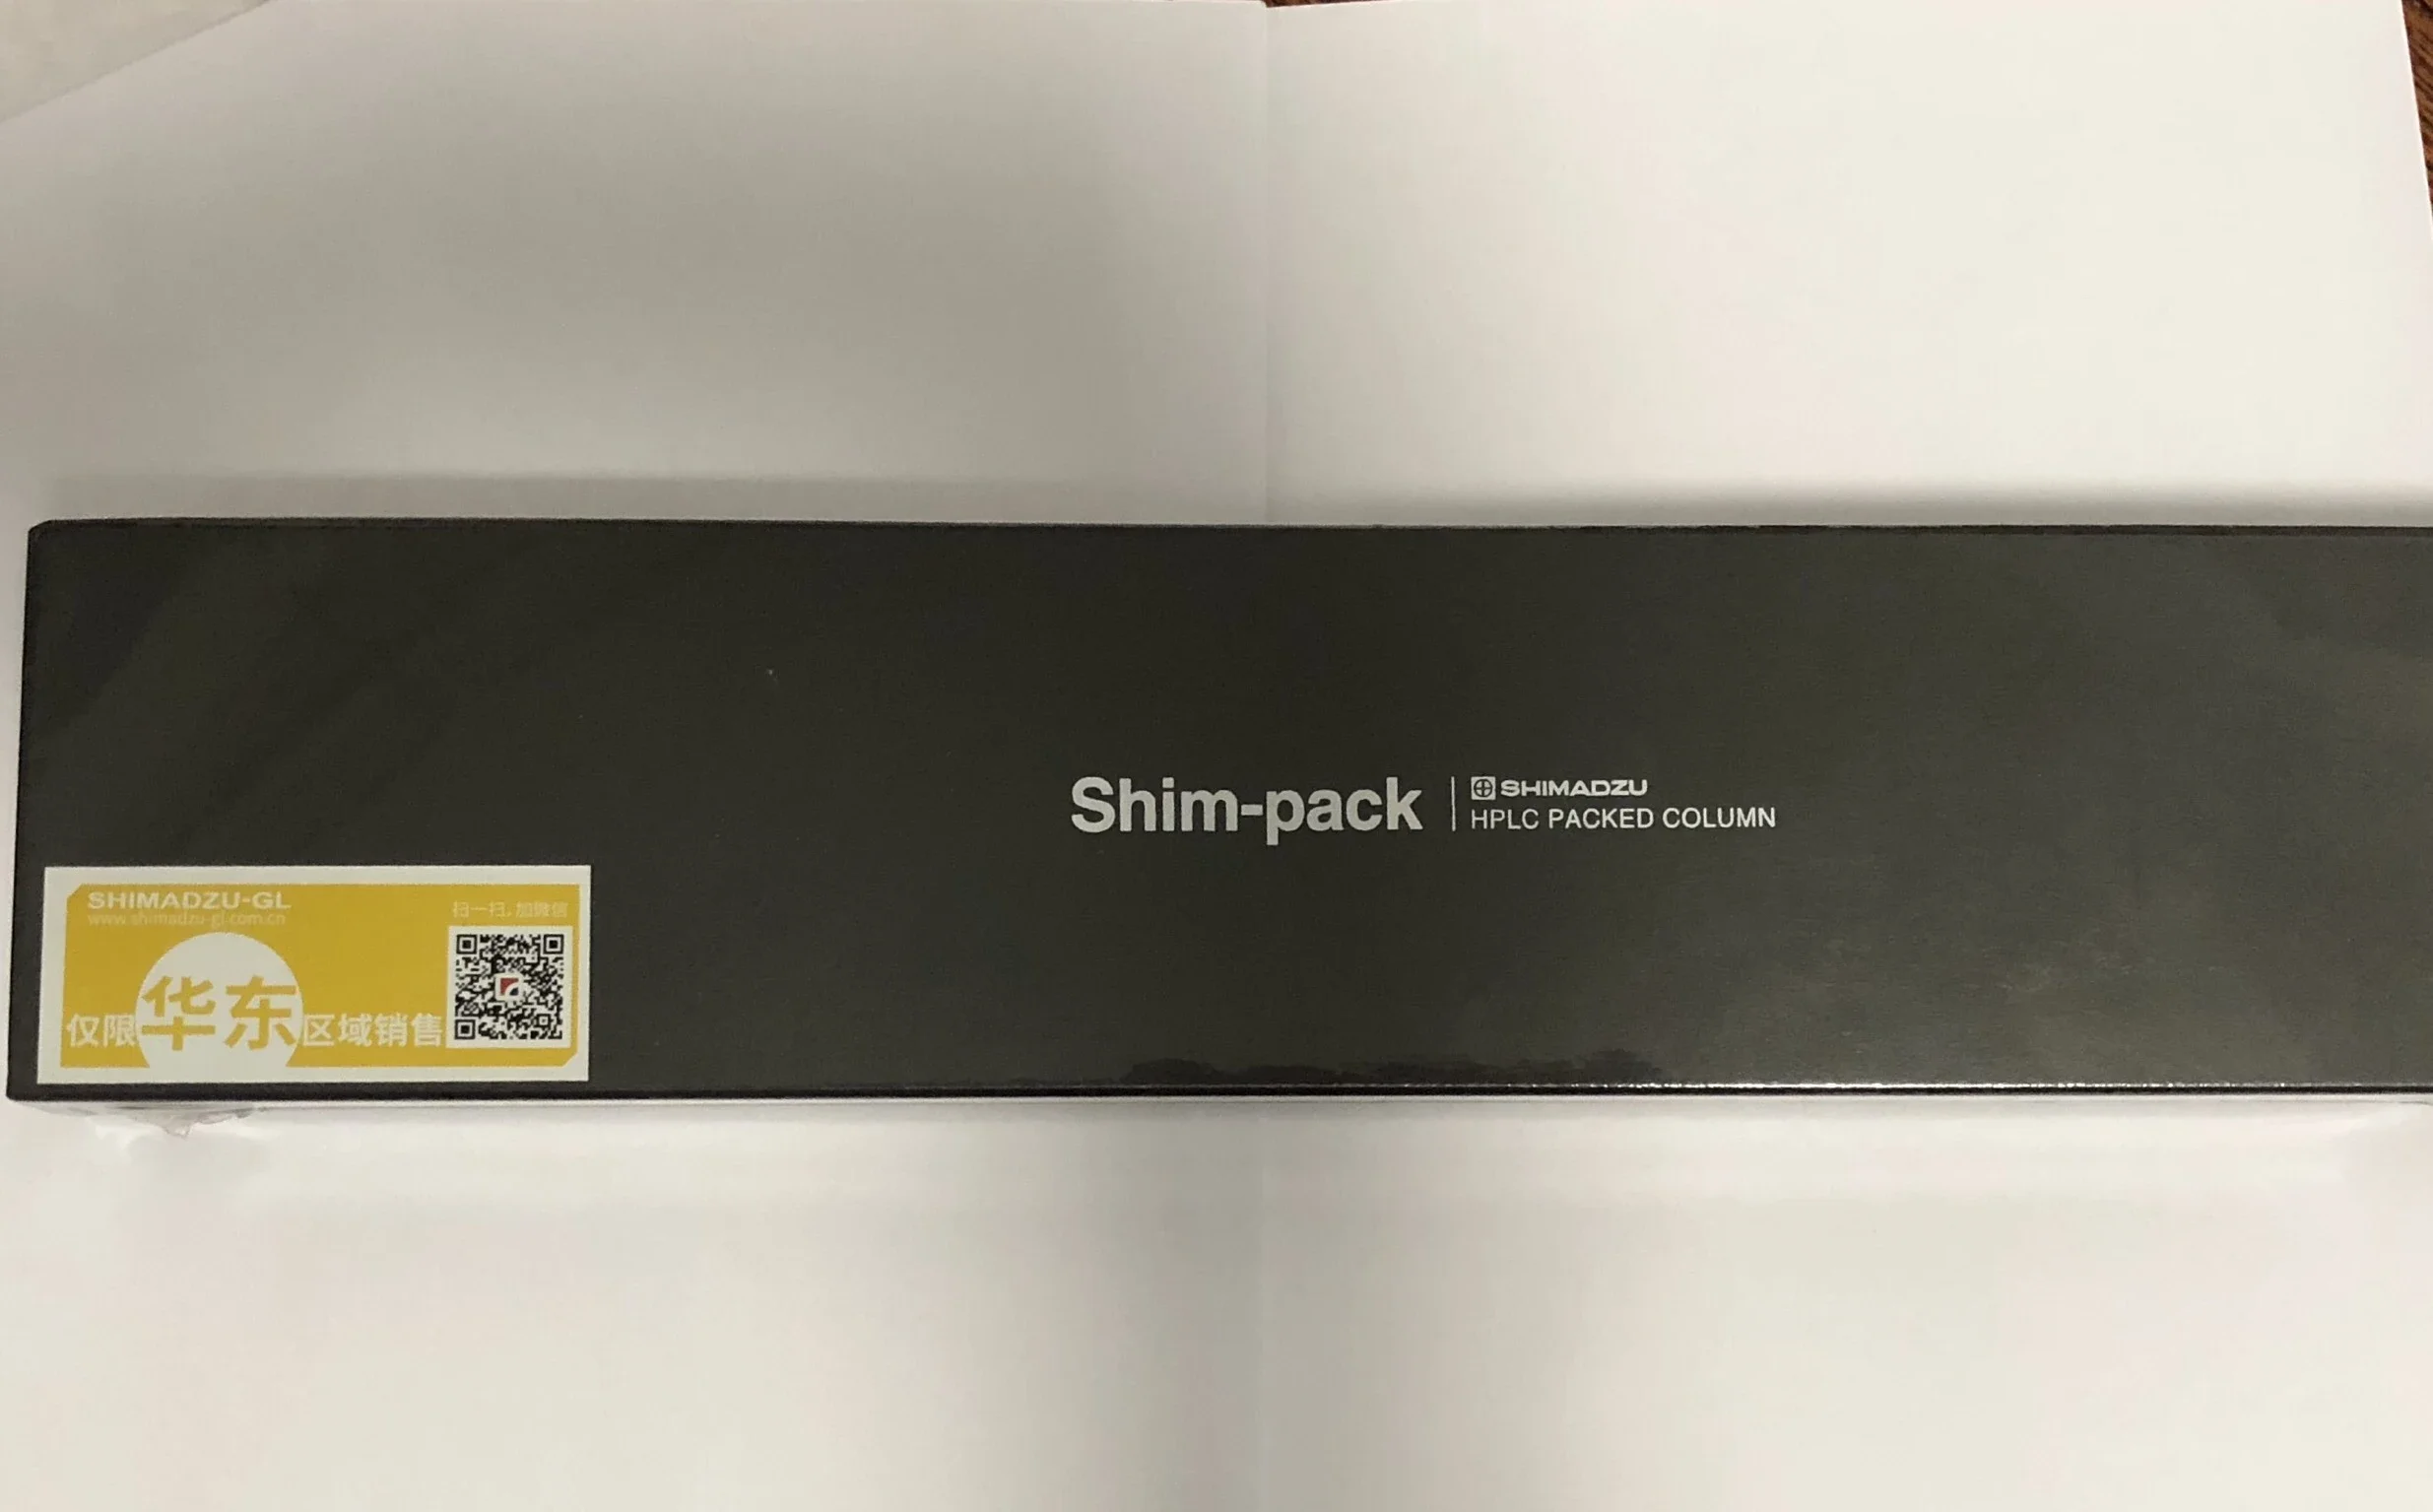 Shim-pack
SHIMADZU
HPLC PACKED COLUMN
SHIMADZU-GL
www.shimadzu-gl.com.cn
扫一扫,加微信
仅限华东区域销售